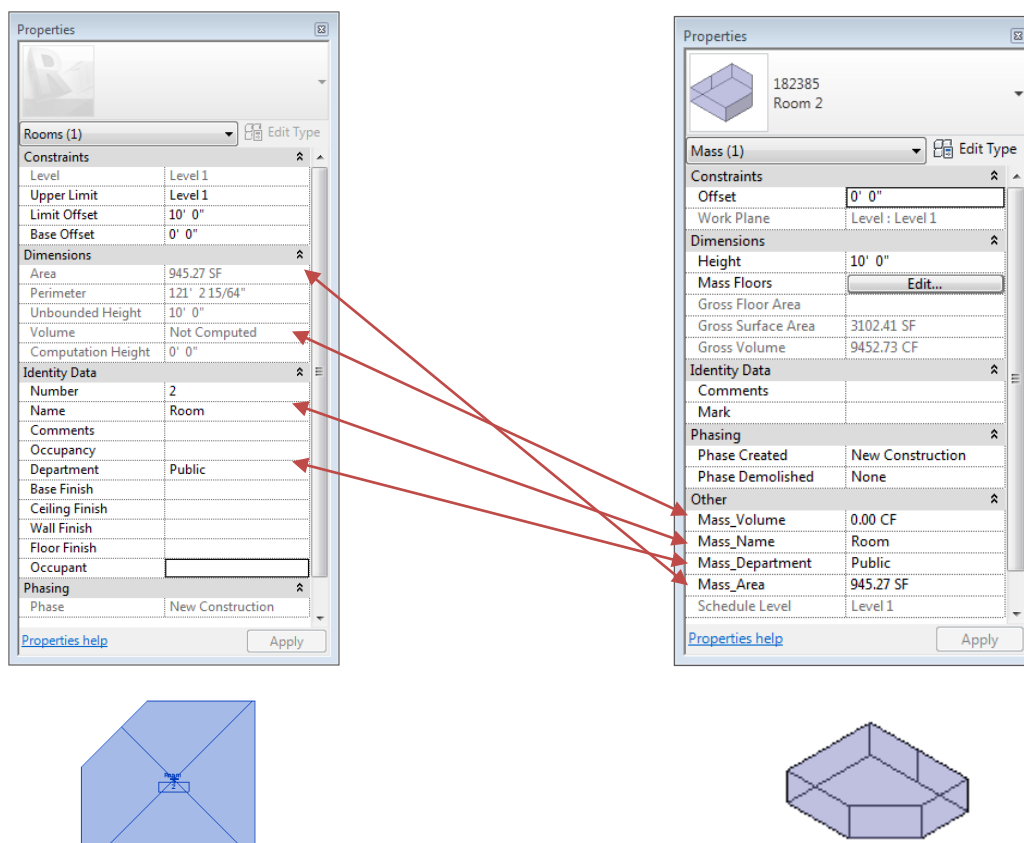 Properties
Rooms (1)
Edit Type
Constraints
Level Level 1
Upper Limit Level 1
Limit Offset 10' 0"
Base Offset 0' 0"
Dimensions
Area 945.27 SF
Perimeter 121' 2 15/64"
Unbounded Height 10' 0"
Volume Not Computed
Computation Height 0' 0"
Identity Data
Number 2
Name Room
Comments
Occupancy
Department Public
Base Finish
Ceiling Finish
Wall Finish
Floor Finish
Occupant
Phasing
Phase New Construction
Properties help Apply
Room
2
Properties
182385
Room 2
Mass (1)
Edit Type
Constraints
Offset 0' 0"
Work Plane Level : Level 1
Dimensions
Height 10' 0"
Mass Floors Edit...
Gross Floor Area
Gross Surface Area 3102.41 SF
Gross Volume 9452.73 CF
Identity Data
Comments
Mark
Phasing
Phase Created New Construction
Phase Demolished None
Other
Mass_Volume 0.00 CF
Mass_Name Room
Mass_Department Public
Mass_Area 945.27 SF
Schedule Level Level 1
Properties help Apply